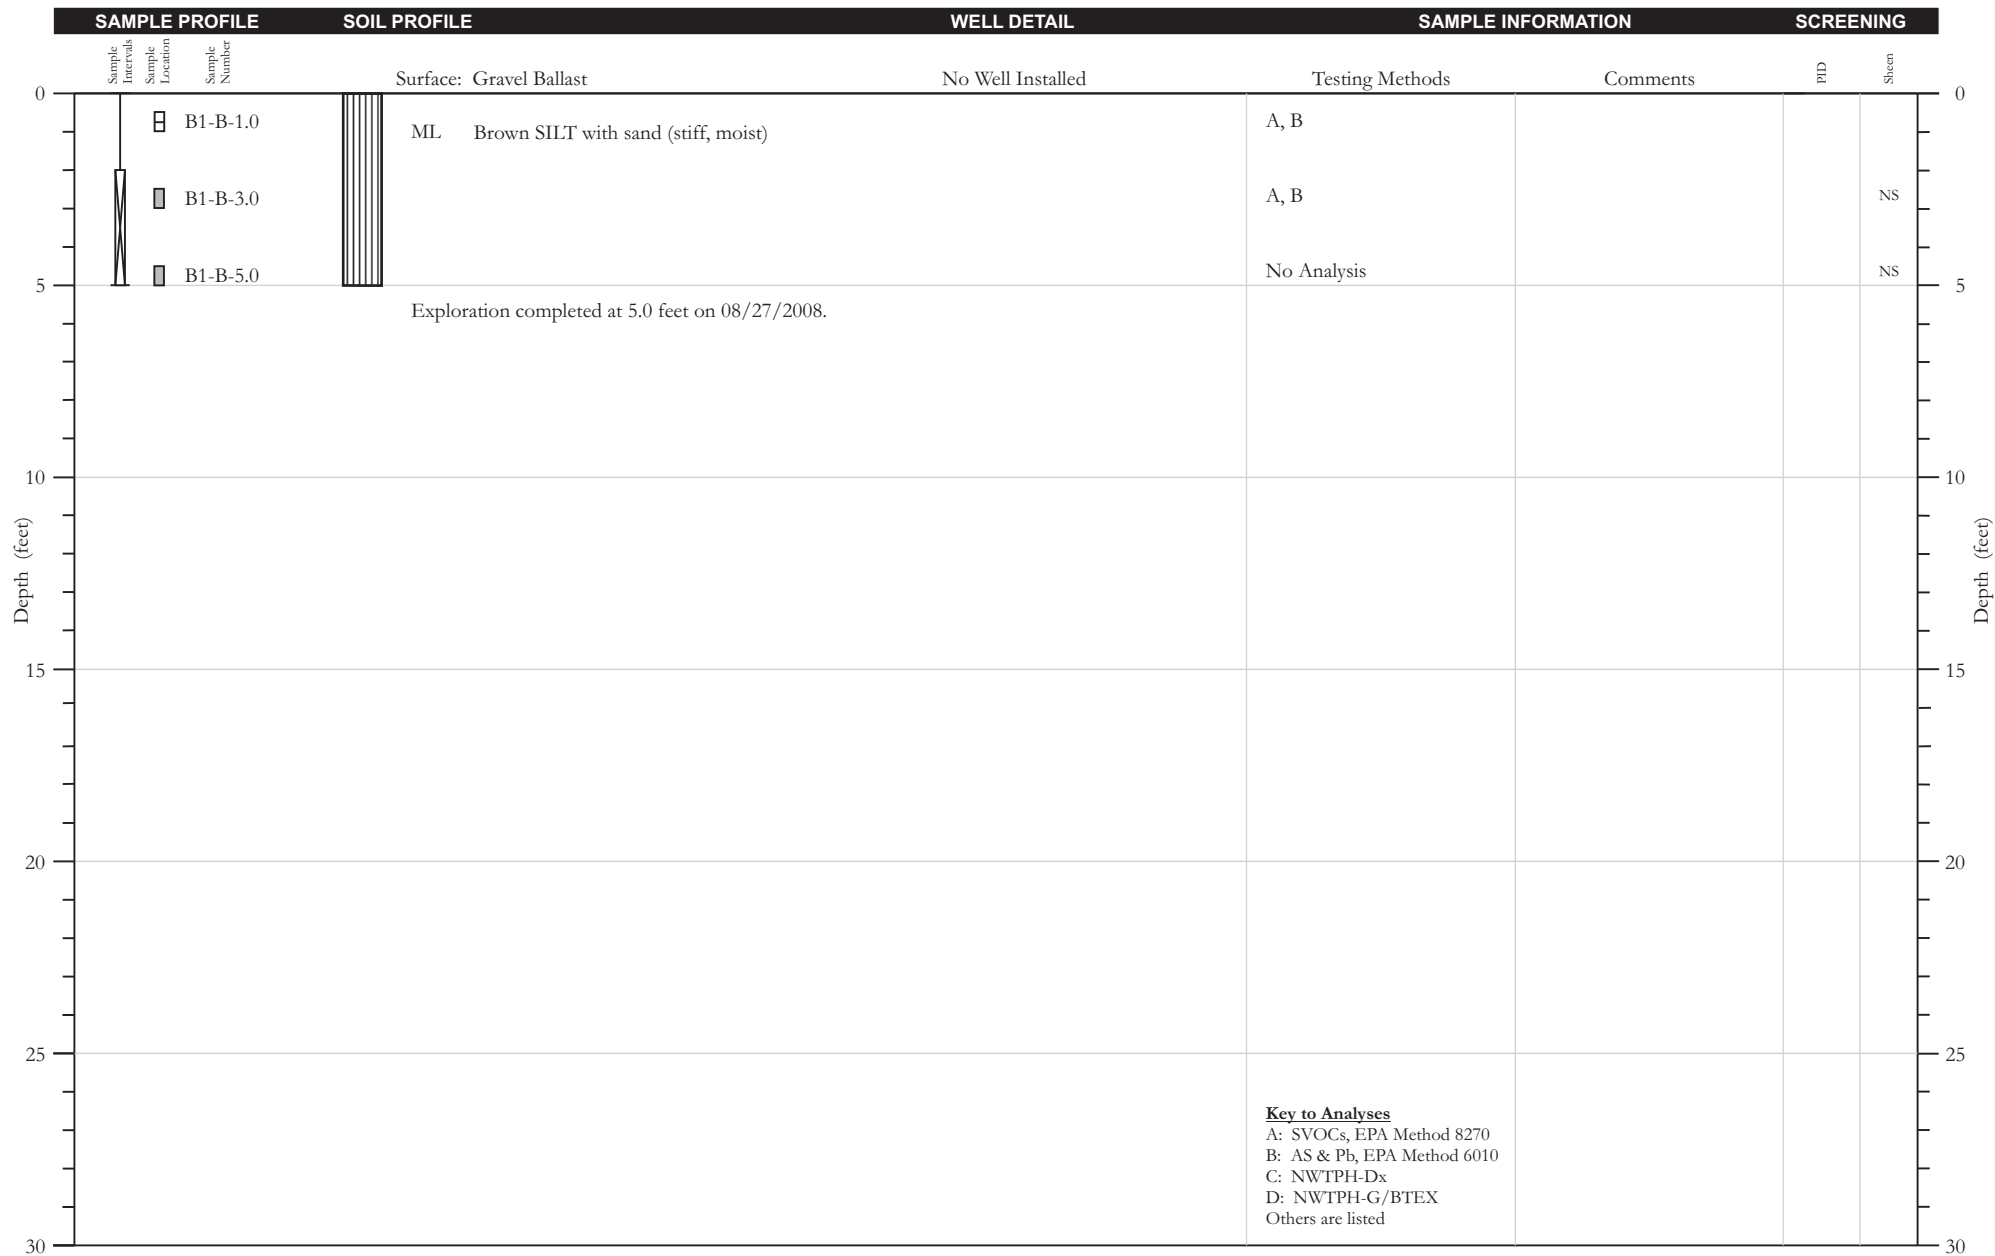 SAMPLE PROFILE SOIL PROFILE WELL DETAIL SAMPLE INFORMATION SCREENING
Sample Intervals Sample Location Sample Number Surface: Gravel Ballast No Well Installed Testing Methods Comments PID Sheen
0 0
B1-B-1.0 ML Brown SILT with sand (stiff, moist) A, B
B1-B-3.0 A, B NS
B1-B-5.0 No Analysis NS
5 5
Exploration completed at 5.0 feet on 08/27/2008.
10 10
Depth (feet) Depth (feet)
15 15
20 20
25 25
Key to Analyses
A: SVOCs, EPA Method 8270
B: AS & Pb, EPA Method 6010
C: NWTPH-Dx
D: NWTPH-G/BTEX
Others are listed
30 30